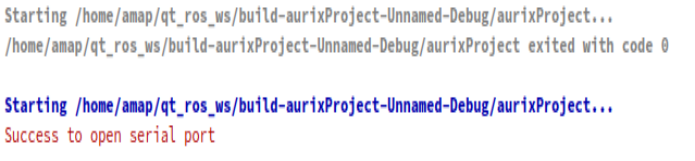 Starting /home/amap/qt_ros_ws/build-aurixProject-Unnamed-Debug/aurixProject...
/home/amap/qt_ros_ws/build-aurixProject-Unnamed-Debug/aurixProject exited with code 0
Starting /home/amap/qt_ros_ws/build-aurixProject-Unnamed-Debug/aurixProject...
Success to open serial port